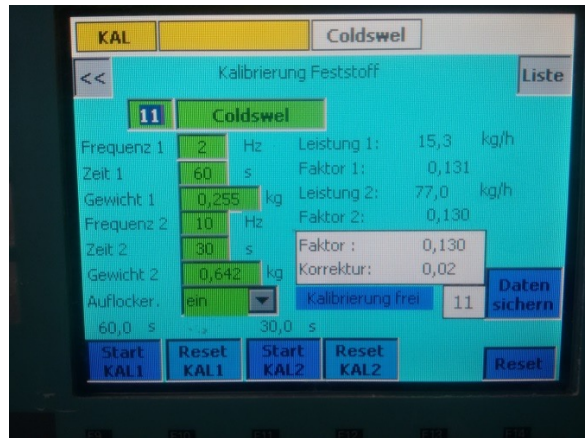 KAL Coldswel
<< Kalibrierung Feststoff Liste
11 Coldswel
Frequenz 1 2 Hz Leistung 1: 15,3 kg/h
Zeit 1 60 s Faktor 1: 0,131
Gewicht 1 0,255 kg Leistung 2: 77,0 kg/h
Frequenz 2 10 Hz Faktor 2: 0,130
Zeit 2 30 s Faktor : 0,130
Gewicht 2 0,642 kg Korrektur: 0,02
Auflocker. ein Kalibrierung frei 11 Daten sichern
60,0 s 30,0 s
Start KAL1 Reset KAL1 Start KAL2 Reset KAL2 Reset